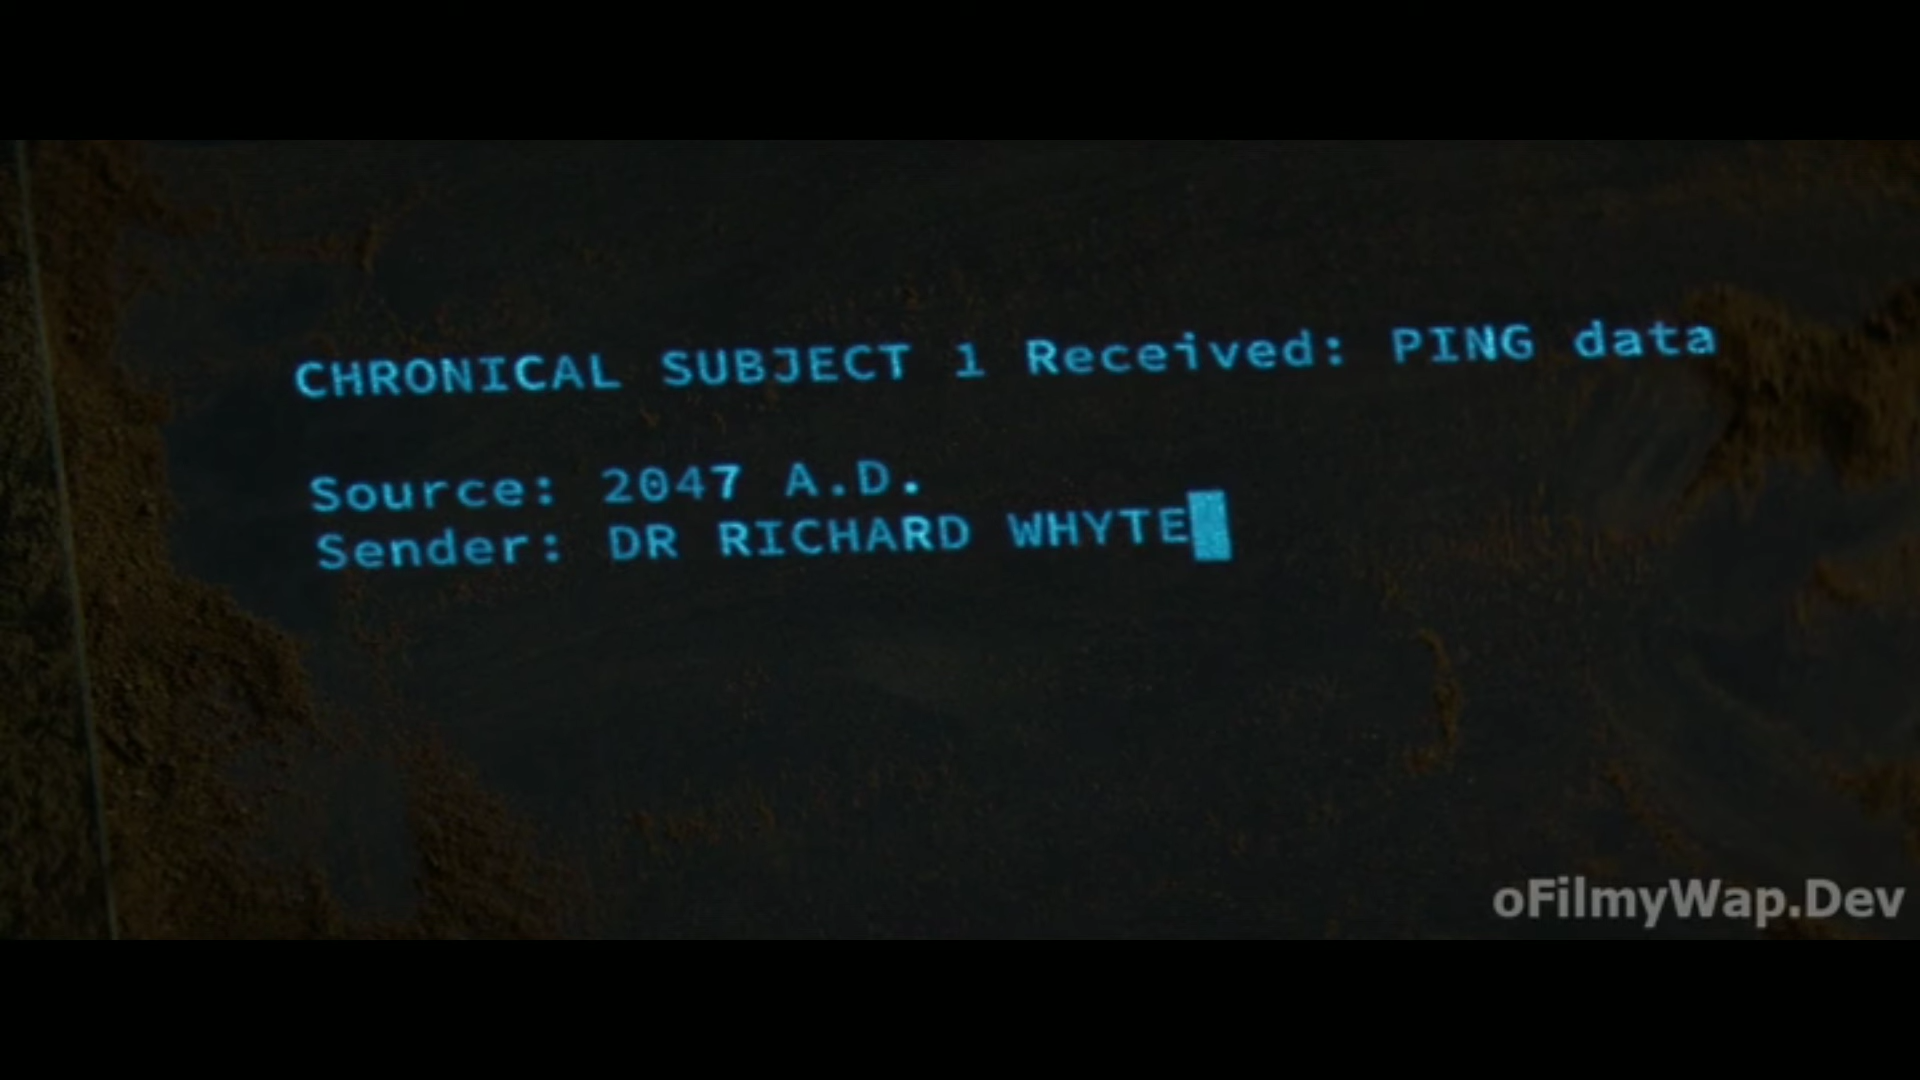 CHRONICAL SUBJECT 1 Received: PING data
Source: 2047 A.D.
Sender: DR RICHARD WHYTE
oFilmyWap.Dev